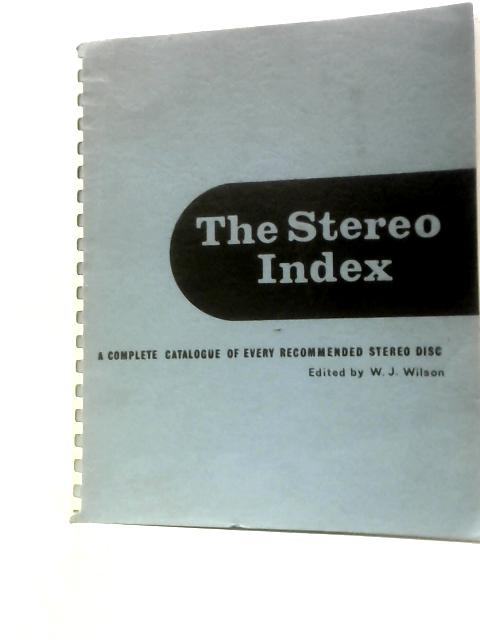 The Stereo
Index
A COMPLETE CATALOGUE OF EVERY RECOMMENDED STEREO DISC
Edited by W. J. Wilson